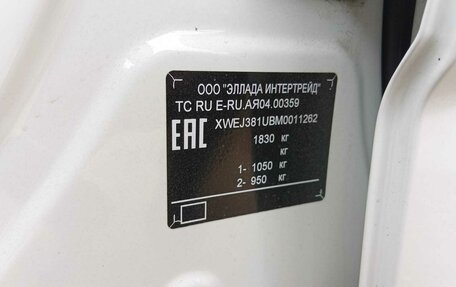 ООО "ЭЛЛАДА ИНТЕРТРЕЙД"
ТС RU Е-RU.АЯ04.00359
EAC XWEJ381UBM0011262
1830 кг
кг
1- 1050 кг
2- 950 кг